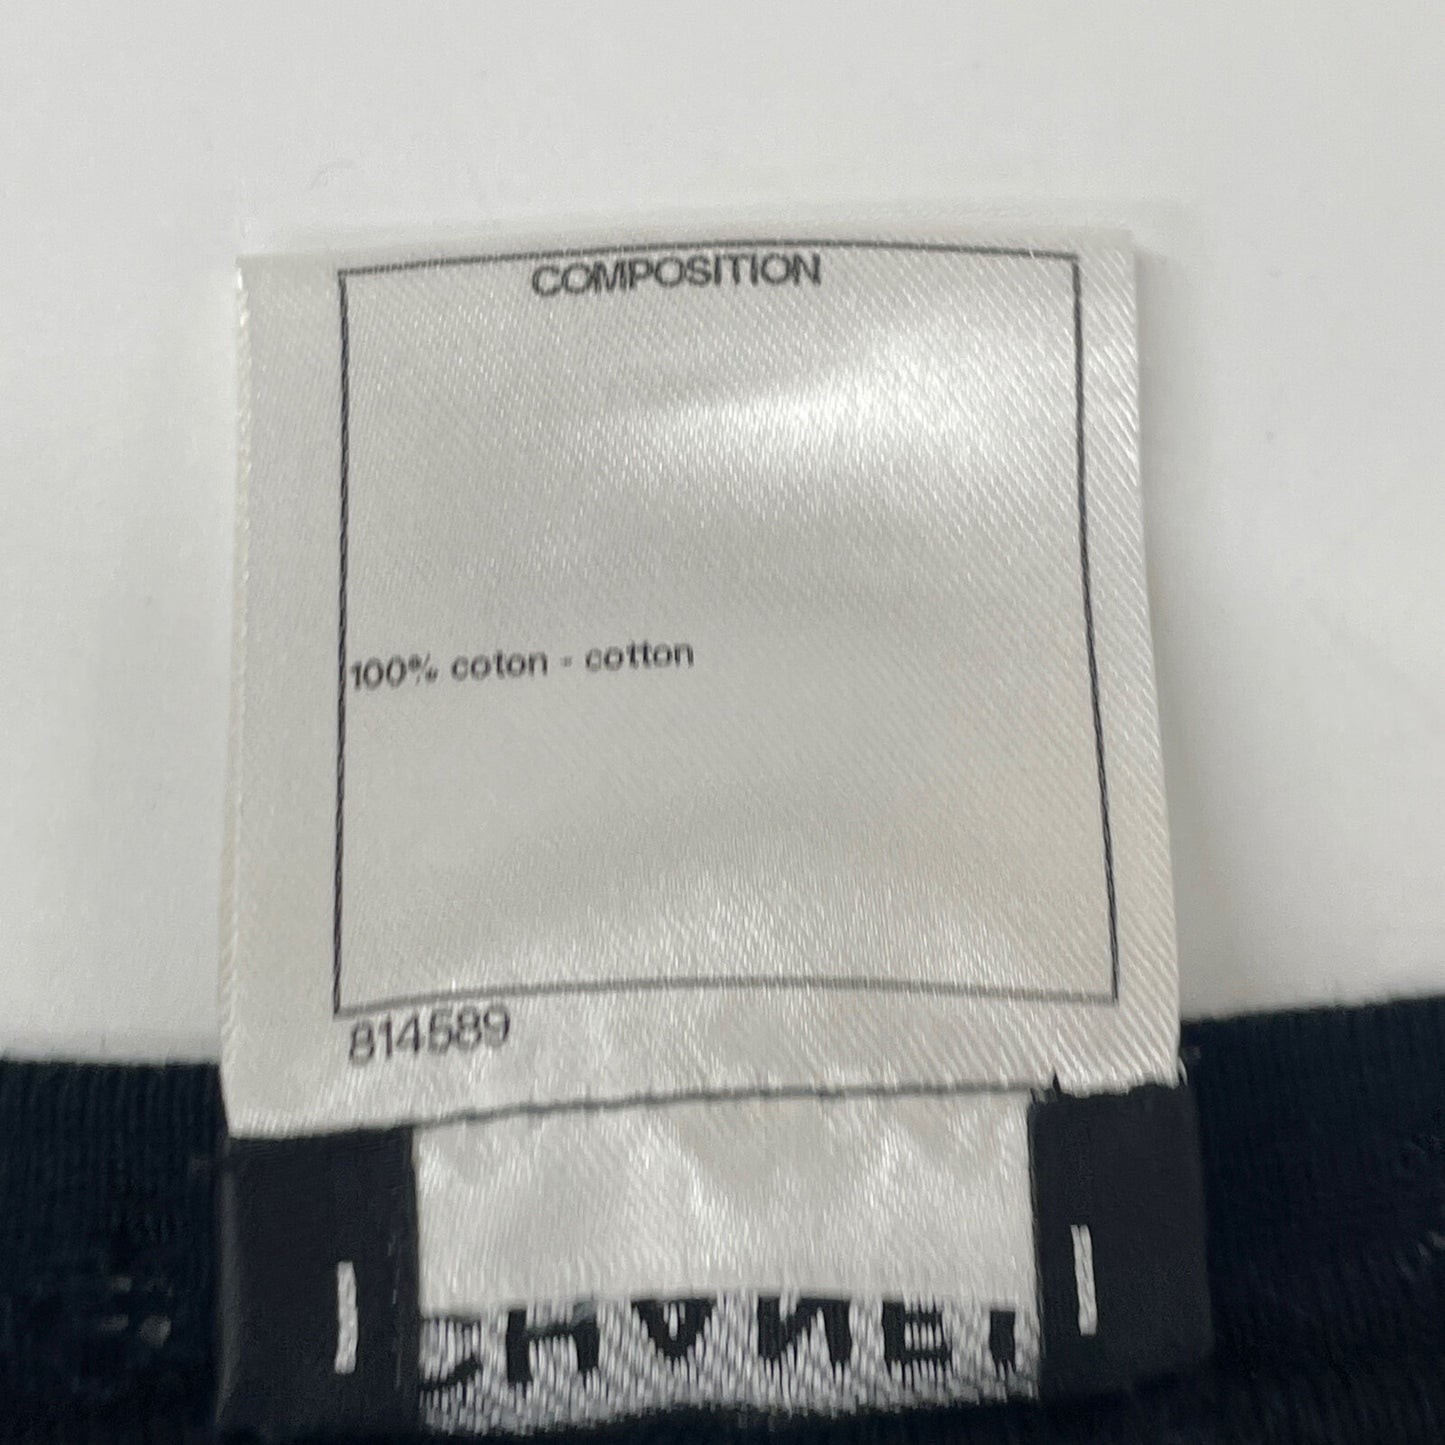 COMPOSITION
100% coton - cotton
814589
CHANEL